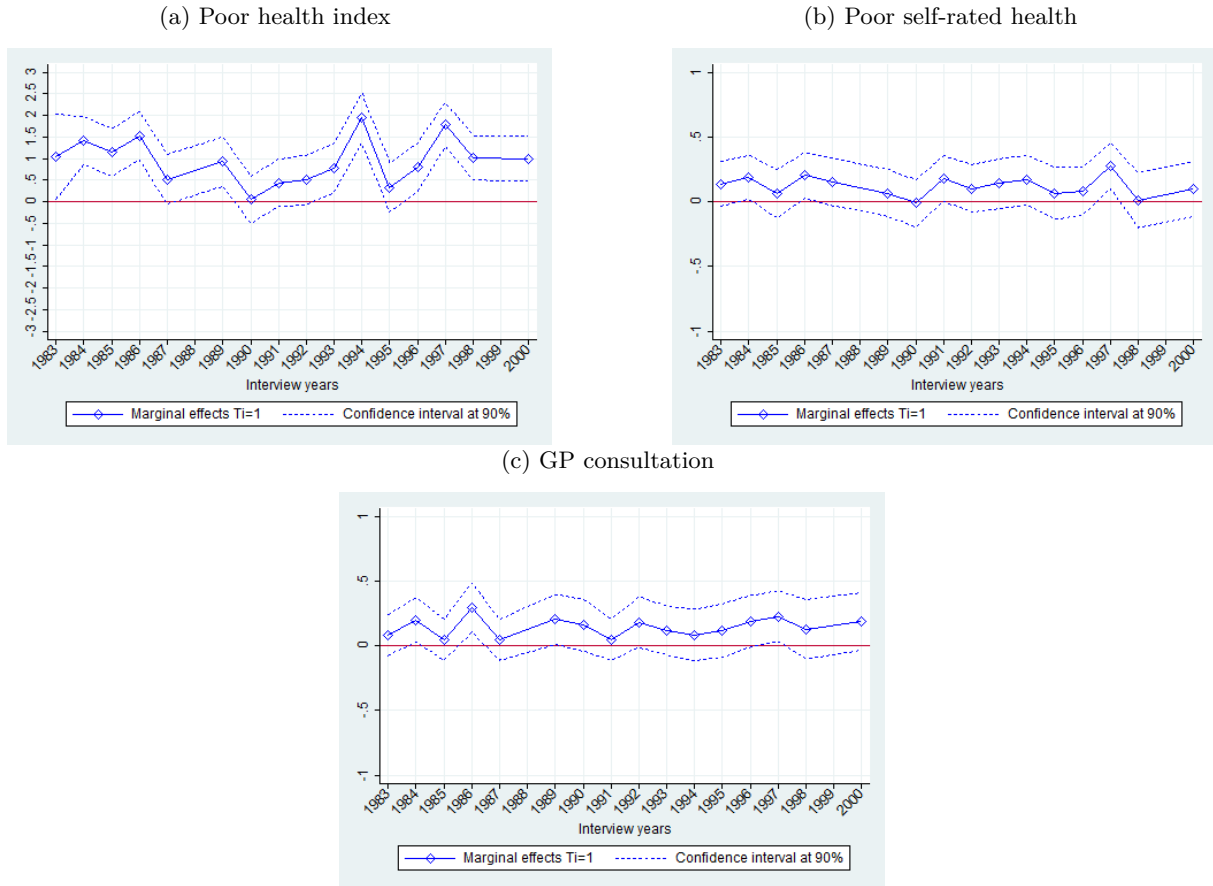 (a) Poor health index
3
2.5
2
1.5
1
.5
0
-.5
-3 -2.5 -2 -1.5 -1
1983 1984 1985 1986 1987 1988 1989 1990 1991 1992 1993 1994 1995 1996 1997 1998 1999 2000
Interview years
Marginal effects Ti=1 Confidence interval at 90%
(b) Poor self-rated health
1
.5
0
-.5
-1
1983 1984 1985 1986 1987 1988 1989 1990 1991 1992 1993 1994 1995 1996 1997 1998 1999 2000
Interview years
Marginal effects Ti=1 Confidence interval at 90%
(c) GP consultation
1
.5
0
-.5
-1
1983 1984 1985 1986 1987 1988 1989 1990 1991 1992 1993 1994 1995 1996 1997 1998 1999 2000
Interview years
Marginal effects Ti=1 Confidence interval at 90%